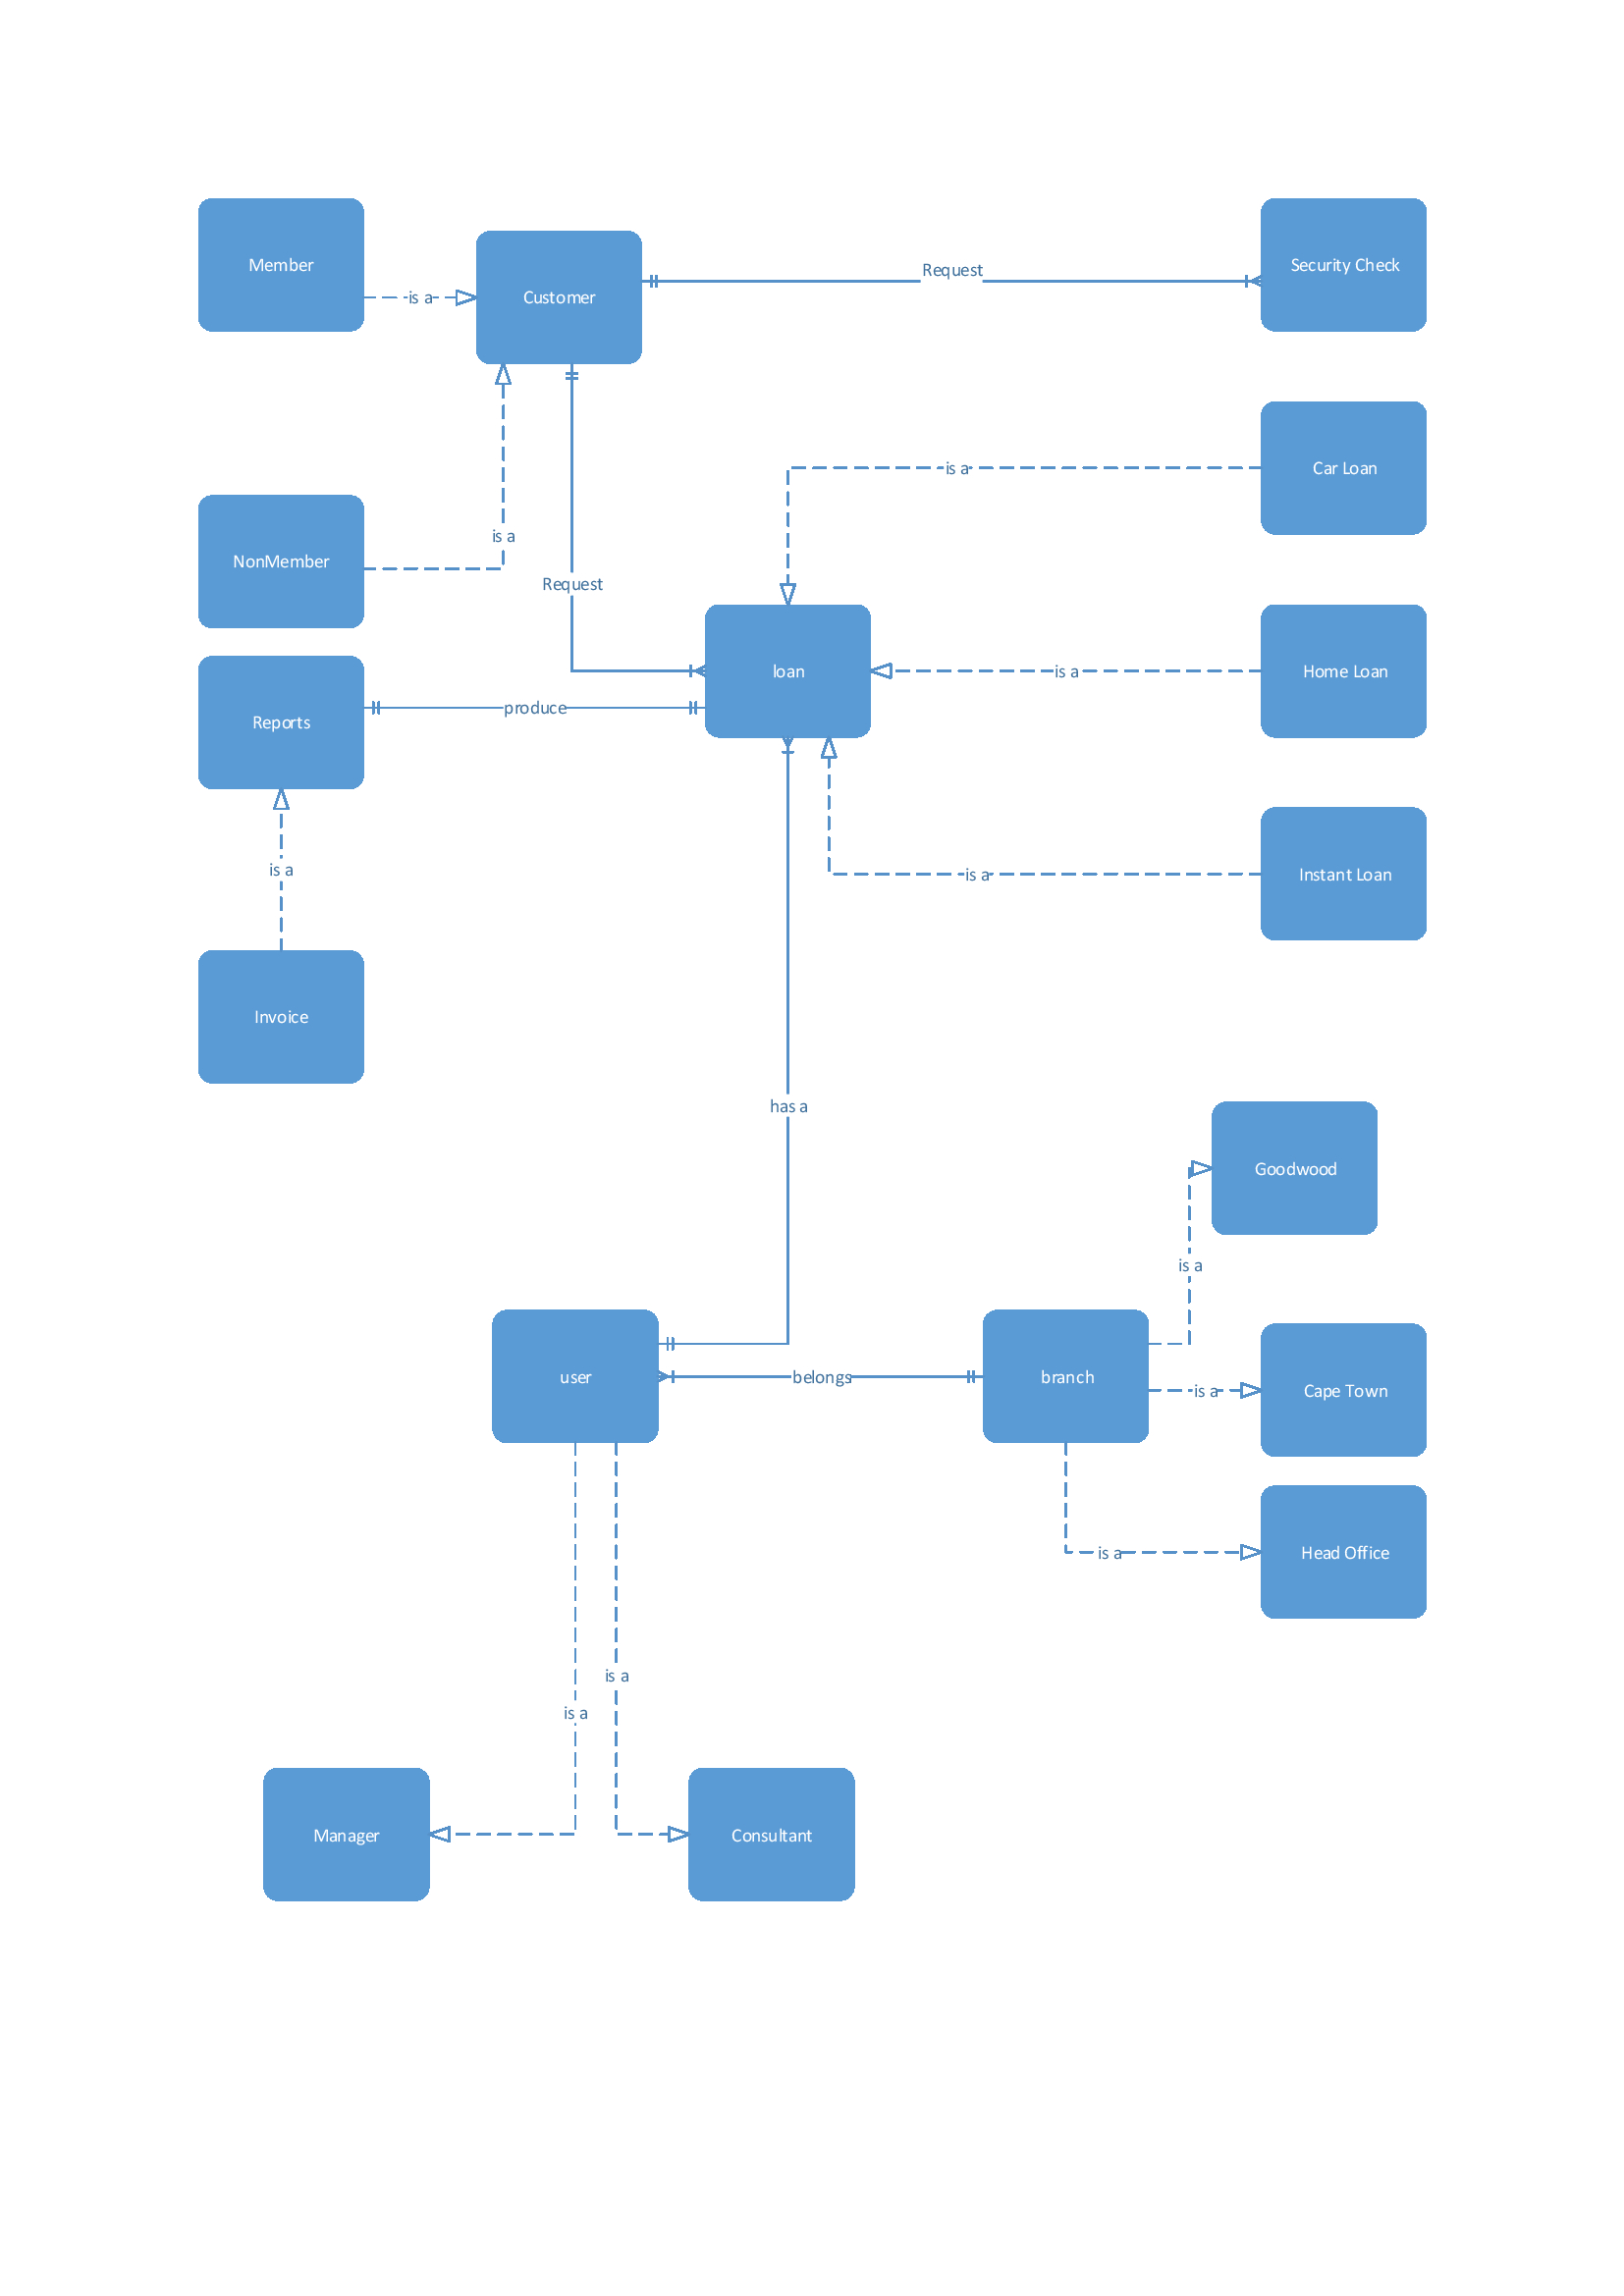 Member
Security Check
Request
Customer
is a
Car Loan
is a
is a
NonMember
Request
loan
Home Loan
is a
produce
Reports
is a
Instant Loan
is a
Invoice
has a
Goodwood
is a
user
belongs
branch
is a
Cape Town
is a
Head Office
is a
is a
Manager
Consultant